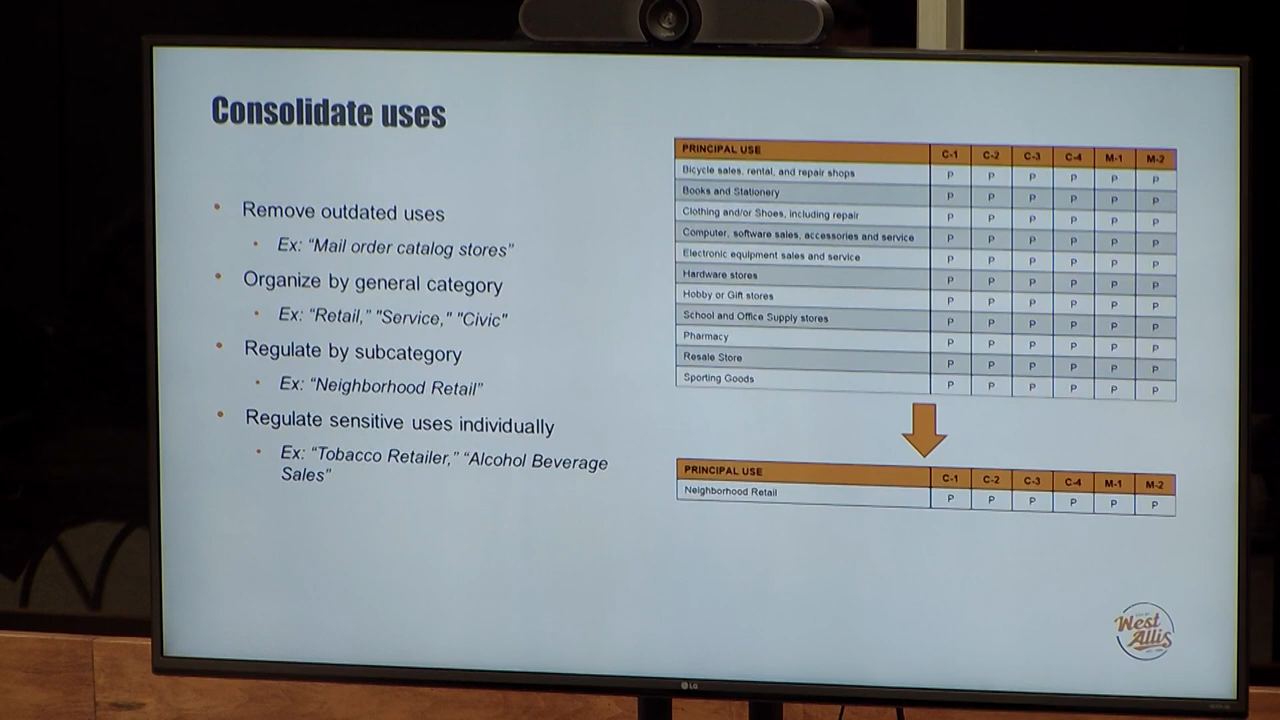 Consolidate uses
• Remove outdated uses
• Ex: “Mail order catalog stores”
• Organize by general category
• Ex: “Retail,” "Service," "Civic"
• Regulate by subcategory
• Ex: “Neighborhood Retail”
• Regulate sensitive uses individually
• Ex: “Tobacco Retailer,” “Alcohol Beverage
Sales”
PRINCIPAL USE C-1 C-2 C-3 C-4 M-1 M-2
Bicycle sales, rental, and repair shops P P P P P P
Books and Stationery P P P P P P
Clothing and/or Shoes, including repair P P P P P P
Computer, software sales, accessories and service P P P P P P
Electronic equipment sales and service P P P P P P
Hardware stores P P P P P P
Hobby or Gift stores P P P P P P
School and Office Supply stores P P P P P P
Pharmacy P P P P P P
Resale Store P P P P P P
Sporting Goods P P P P P P
PRINCIPAL USE C-1 C-2 C-3 C-4 M-1 M-2
Neighborhood Retail P P P P P P
West
Allis
LG